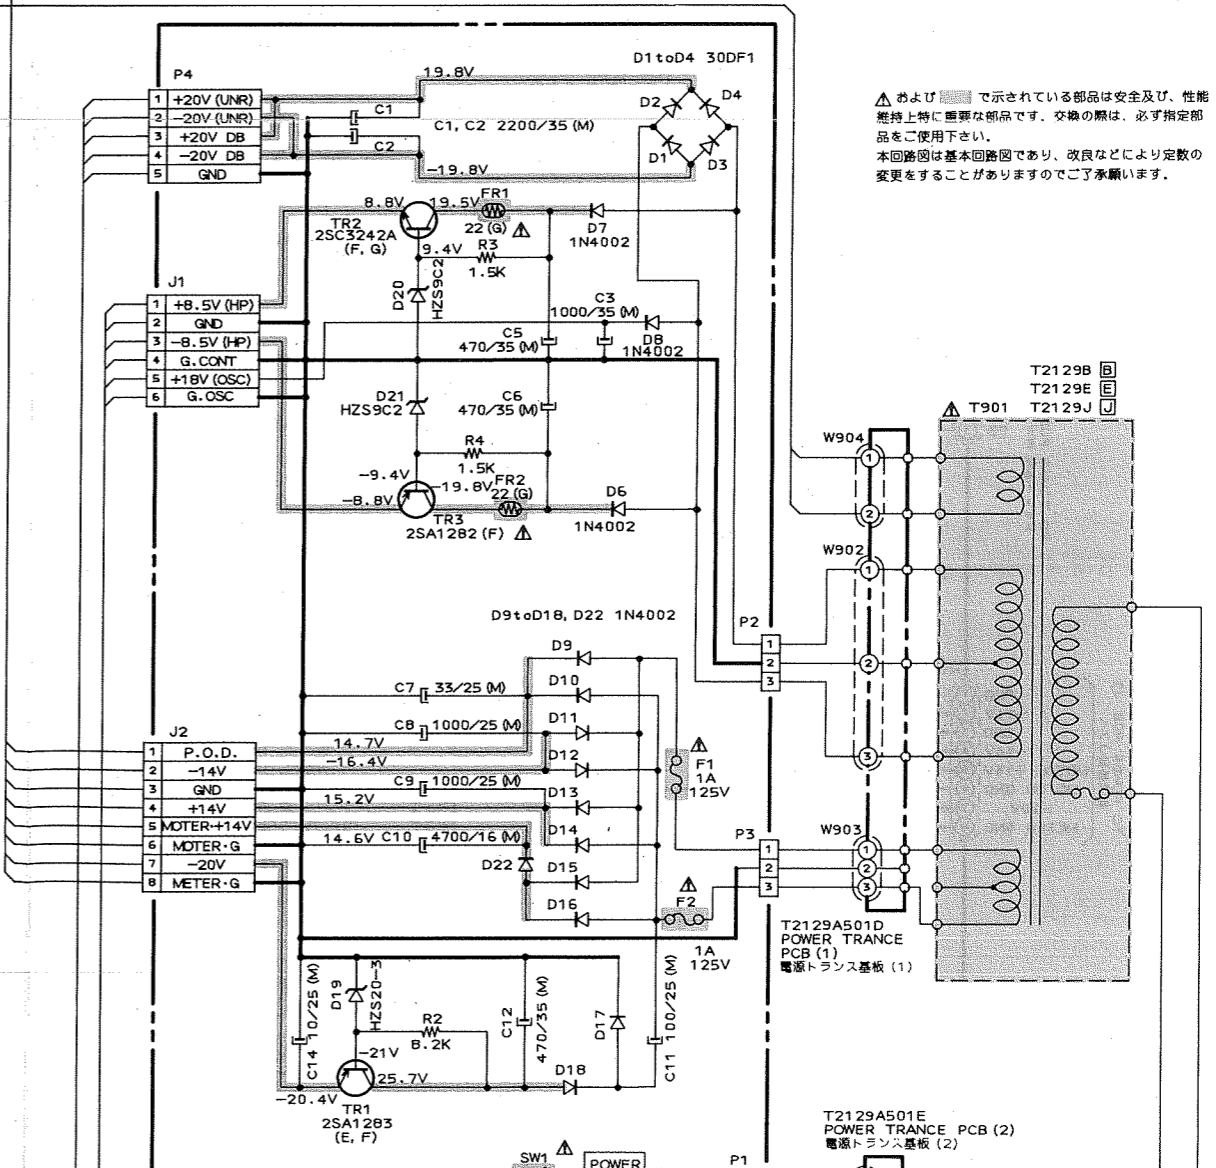 D1toD4 30DF1
P4
19.8V
1 +20V(UNR)
2 -20V(UNR)
3 +20V DB
4 -20V DB
5 GND
C1
C2
C1, C2 2200/35(M)
D2
D4
D1
D3
-19.8V
⚠ および で示されている部品は安全及び、性能
維持上特に重要な部品です。交換の際は、必ず指定部
品をご使用下さい。
本回路図は基本回路図であり、改良などにより定数の
変更をすることがありますのでご了承願います。
8.8V
19.5V
FR1
22(G)
TR2
2SC3242A
(F, G)
D7
1N4002
9.4V
R3
1.5K
D20
HZS9C2
J1
1 +8.5V(HP)
2 GND
3 -8.5V(HP)
4 G.CONT
5 +18V(OSC)
6 G.OSC
C3
1000/35(M)
D8
1N4002
C5
470/35(M)
D21
HZS9C2
C6
470/35(M)
R4
1.5K
-9.4V
-19.8V
FR2
22(G)
-8.8V
TR3
2SA1282(F)
D6
1N4002
T2129B B
T2129E E
T901 T2129J J
W904
1
2
W902
1
2
3
P2
1
2
3
D9toD18, D22 1N4002
D9
C7 33/25(M)
D10
C8 1000/25(M)
D11
J2
1 P.O.D.
2 -14V
3 GND
4 +14V
5 MOTER·+14V
6 MOTER·G
7 -20V
8 METER·G
14.7V
-16.4V
D12
C9 1000/25(M)
D13
15.2V
14.6V C10 4700/16(M)
D14
D22
D15
D16
F1
1A
125V
P3
1
2
3
W903
1
2
3
F2
1A
125V
T2129A501D
POWER TRANCE
PCB(1)
電源トランス基板(1)
C14 10/25(M)
D19
HZS20-3
R2
8.2K
C12
470/35(M)
D17
C11 100/25(M)
-21V
25.7V
D18
-20.4V
TR1
2SA1283
(E, F)
T2129A501E
POWER TRANCE PCB(2)
電源トランス基板(2)
SW1
POWER
P1